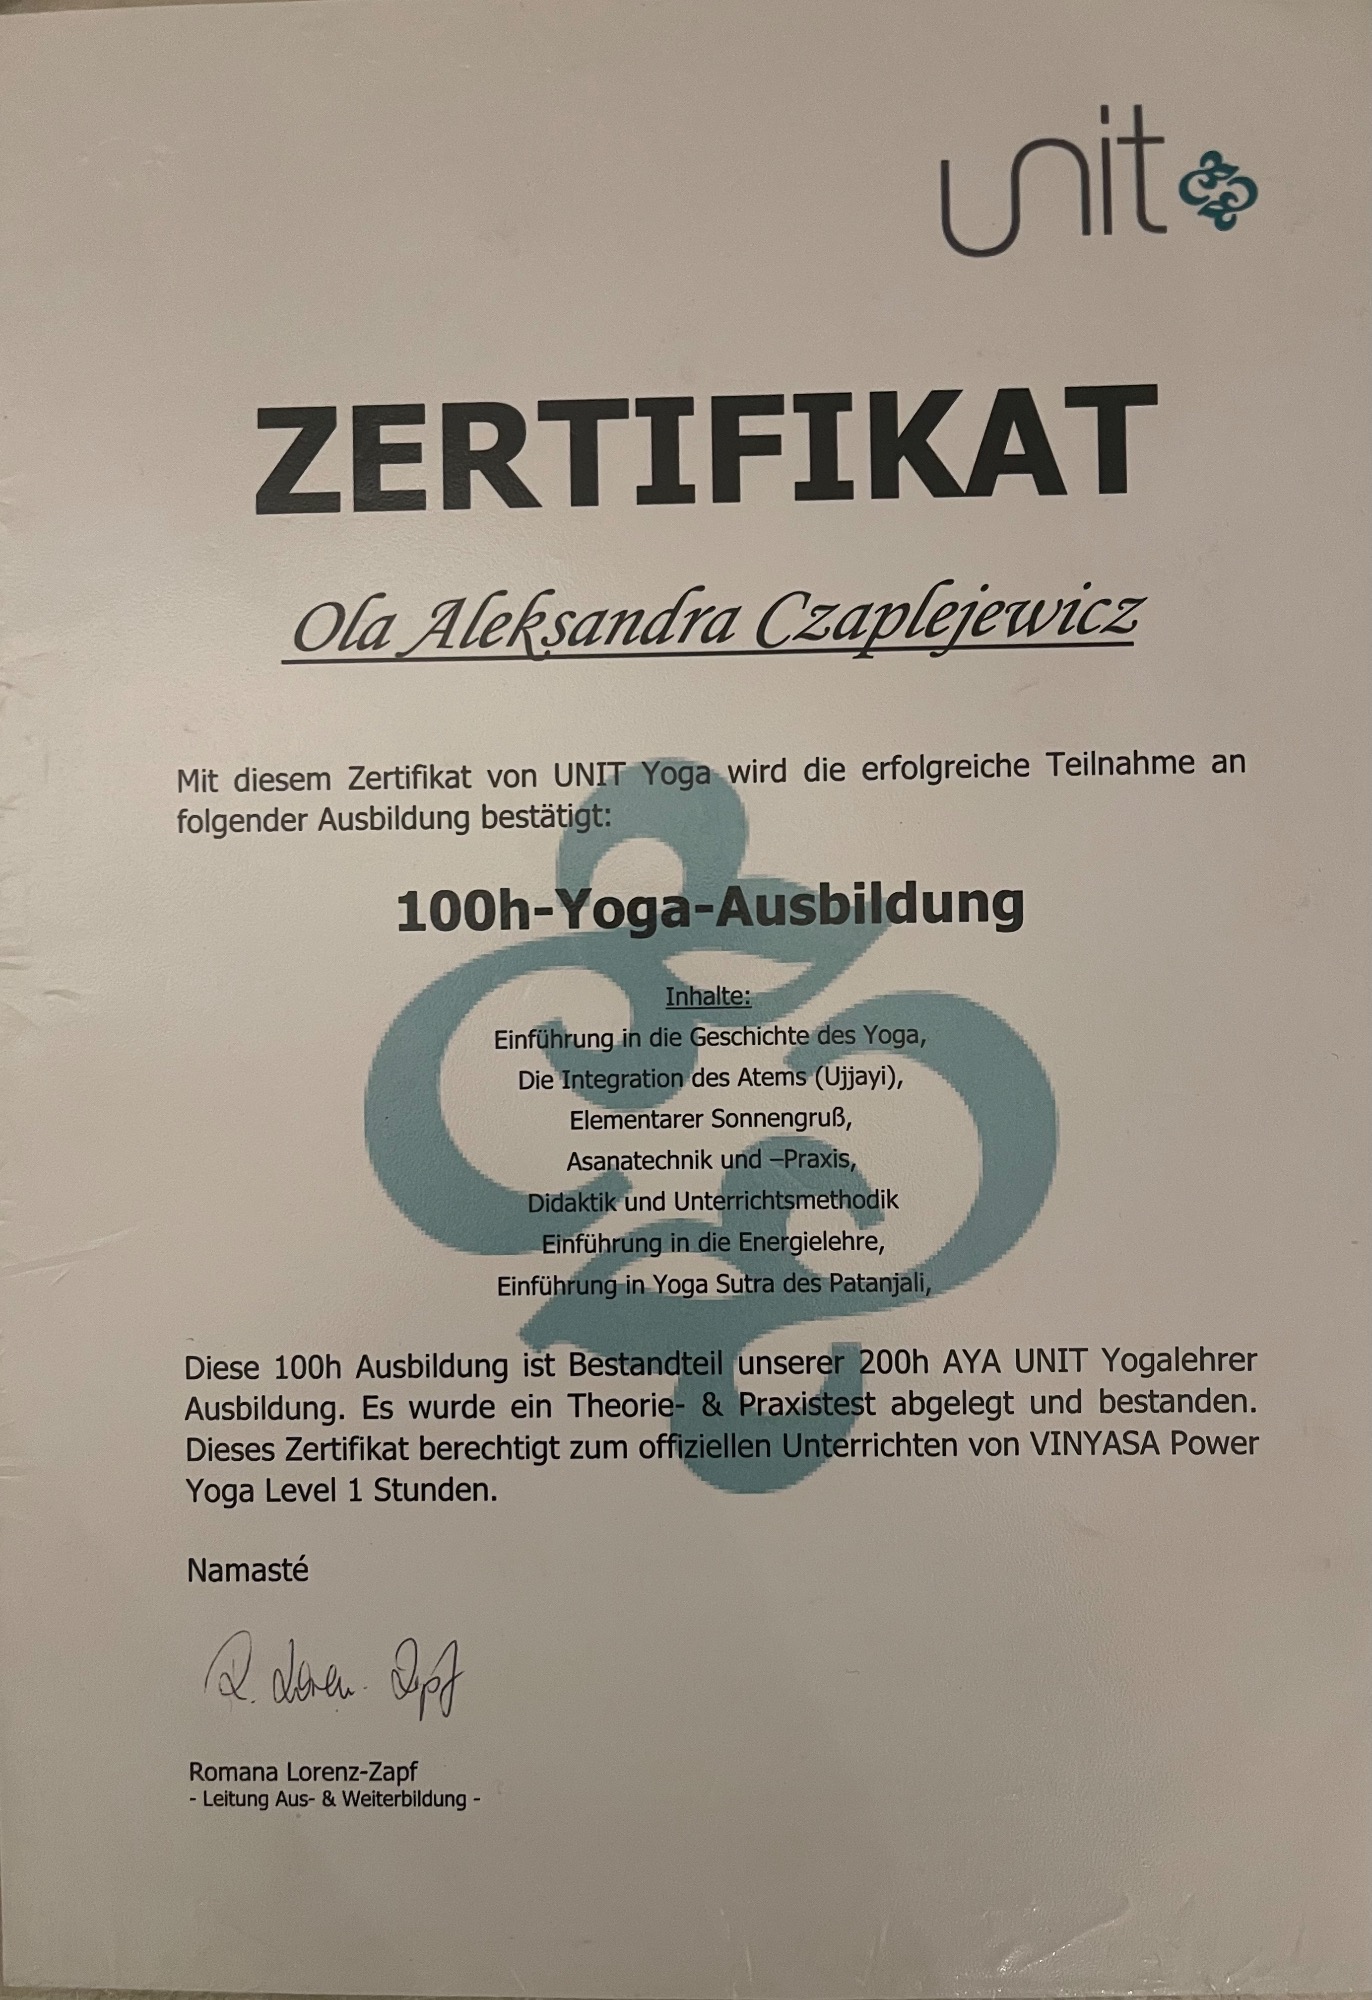 unit
ZERTIFIKAT
Ola Aleksandra Czaplejewicz
Mit diesem Zertifikat von UNIT Yoga wird die erfolgreiche Teilnahme an
folgender Ausbildung bestätigt:
100h-Yoga-Ausbildung
Inhalte:
Einführung in die Geschichte des Yoga,
Die Integration des Atems (Ujjayi),
Elementarer Sonnengruß,
Asanatechnik und –Praxis,
Didaktik und Unterrichtsmethodik
Einführung in die Energielehre,
Einführung in Yoga Sutra des Patanjali,
Diese 100h Ausbildung ist Bestandteil unserer 200h AYA UNIT Yogalehrer
Ausbildung. Es wurde ein Theorie- & Praxistest abgelegt und bestanden.
Dieses Zertifikat berechtigt zum offiziellen Unterrichten von VINYASA Power
Yoga Level 1 Stunden.
Namasté
R. Loren. Zapf
Romana Lorenz-Zapf
- Leitung Aus- & Weiterbildung -